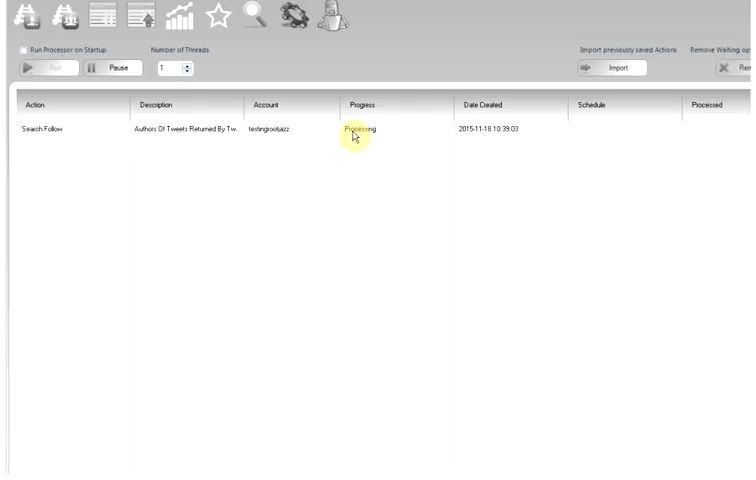 Run Processor on Startup Number of Threads Import previously saved Actions Remove Waiting op
Run Pause 1 Import Ren
Action Description Account Progress Date Created Schedule Processed
Search Follow Authors Of Tweets Returned By Tw.. testingrootjazz Processing 2015-11-18 10:39:03